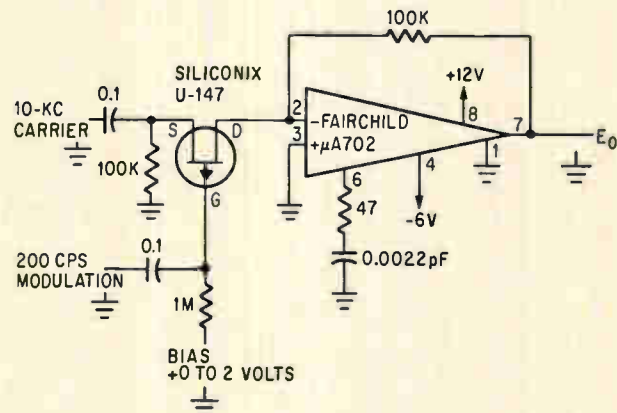 100K
SILICONIX
U-147
+12V
0.1
10-KC
CARRIER
S
D
2
3
-FAIRCHILD
+μA702
8
7
E₀
1
100K
G
6
4
47
-6V
0.1
200 CPS
MODULATION
0.0022pF
1M
BIAS
+0 TO 2 VOLTS